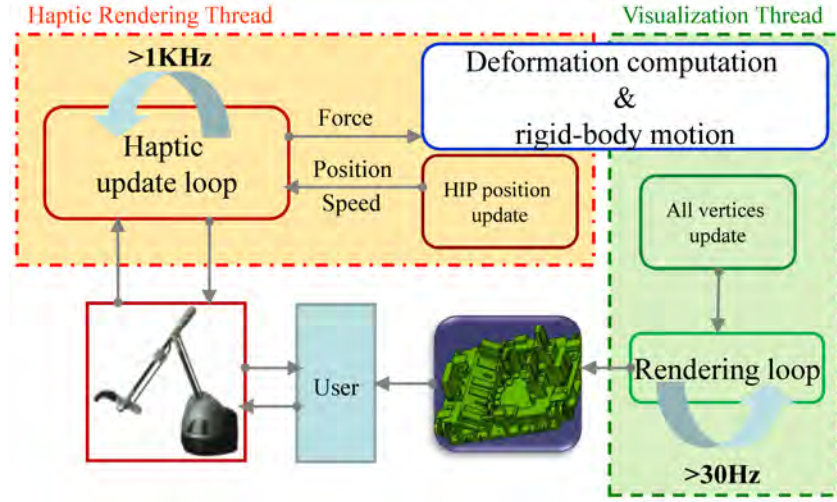 Haptic Rendering Thread
Visualization Thread
>1KHz
Deformation computation
&
rigid-body motion
Force
Haptic
update loop
Position
Speed
HIP position
update
All vertices
update
User
Rendering loop
>30Hz